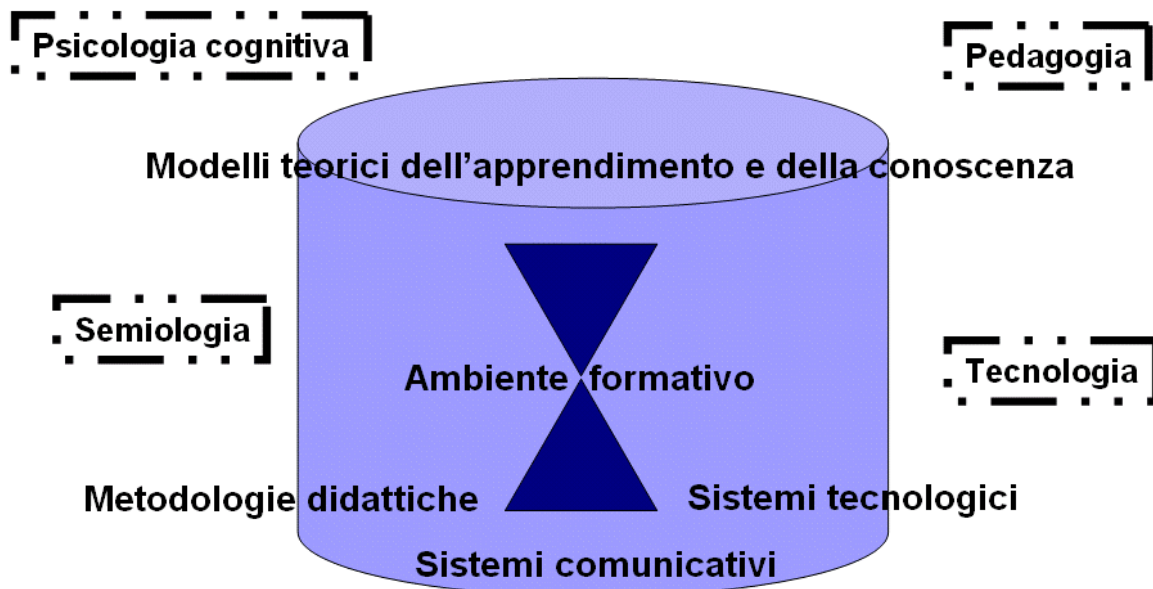 Psicologia cognitiva
Pedagogia
Modelli teorici dell'apprendimento e della conoscenza
Semiologia
Tecnologia
Ambiente formativo
Metodologie didattiche
Sistemi tecnologici
Sistemi comunicativi